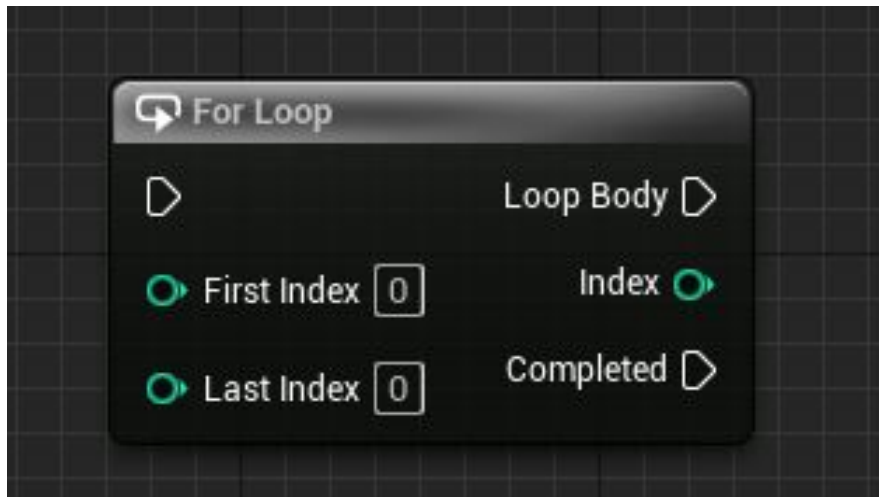 For Loop
Loop Body
First Index 0
Index
Last Index 0
Completed